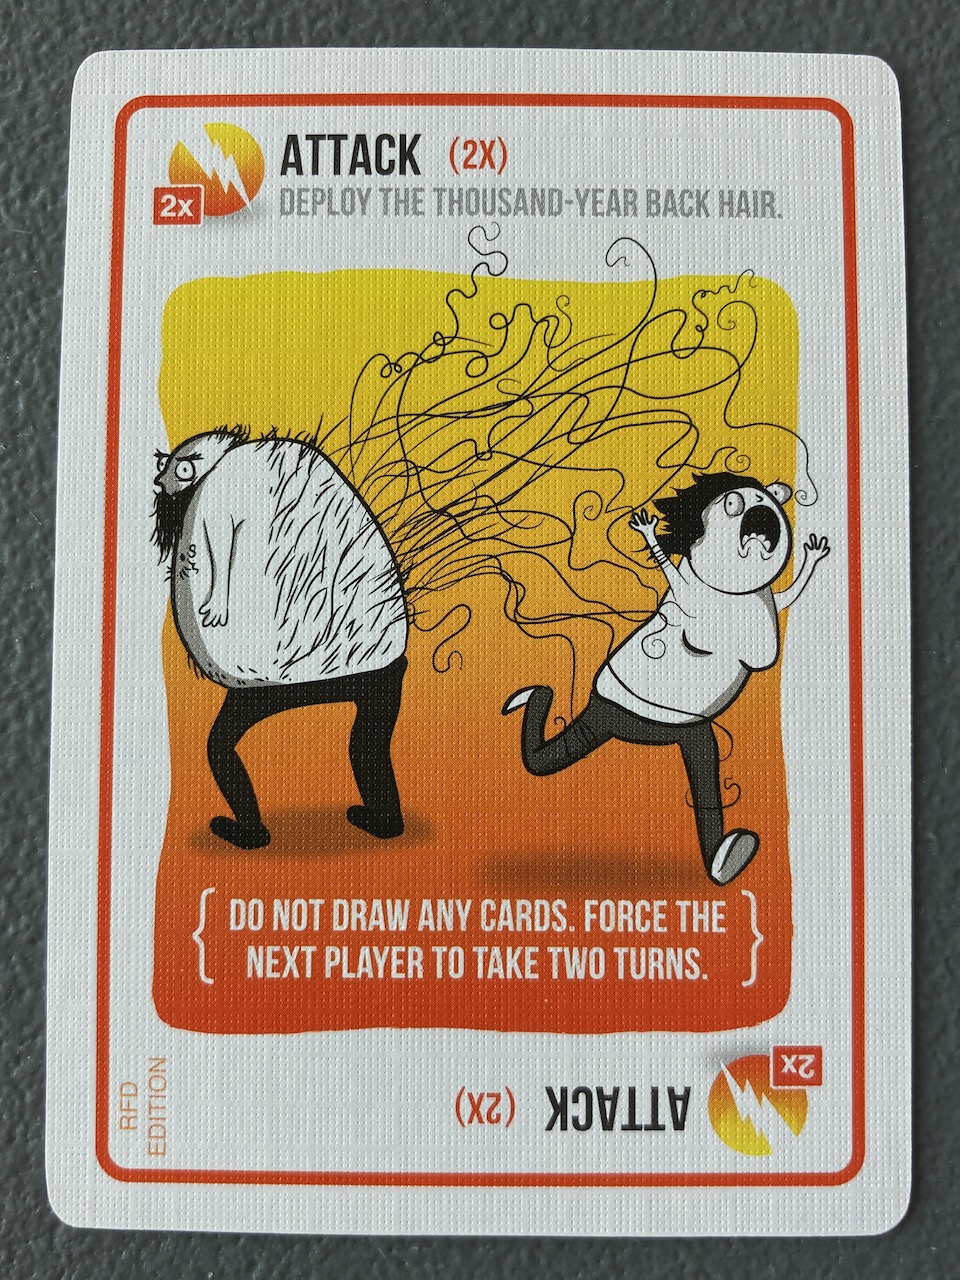 ATTACK (2X)
2x
DEPLOY THE THOUSAND-YEAR BACK HAIR.
DO NOT DRAW ANY CARDS. FORCE THE
NEXT PLAYER TO TAKE TWO TURNS.
RFD
EDITION
ATTACK (2X)
2x